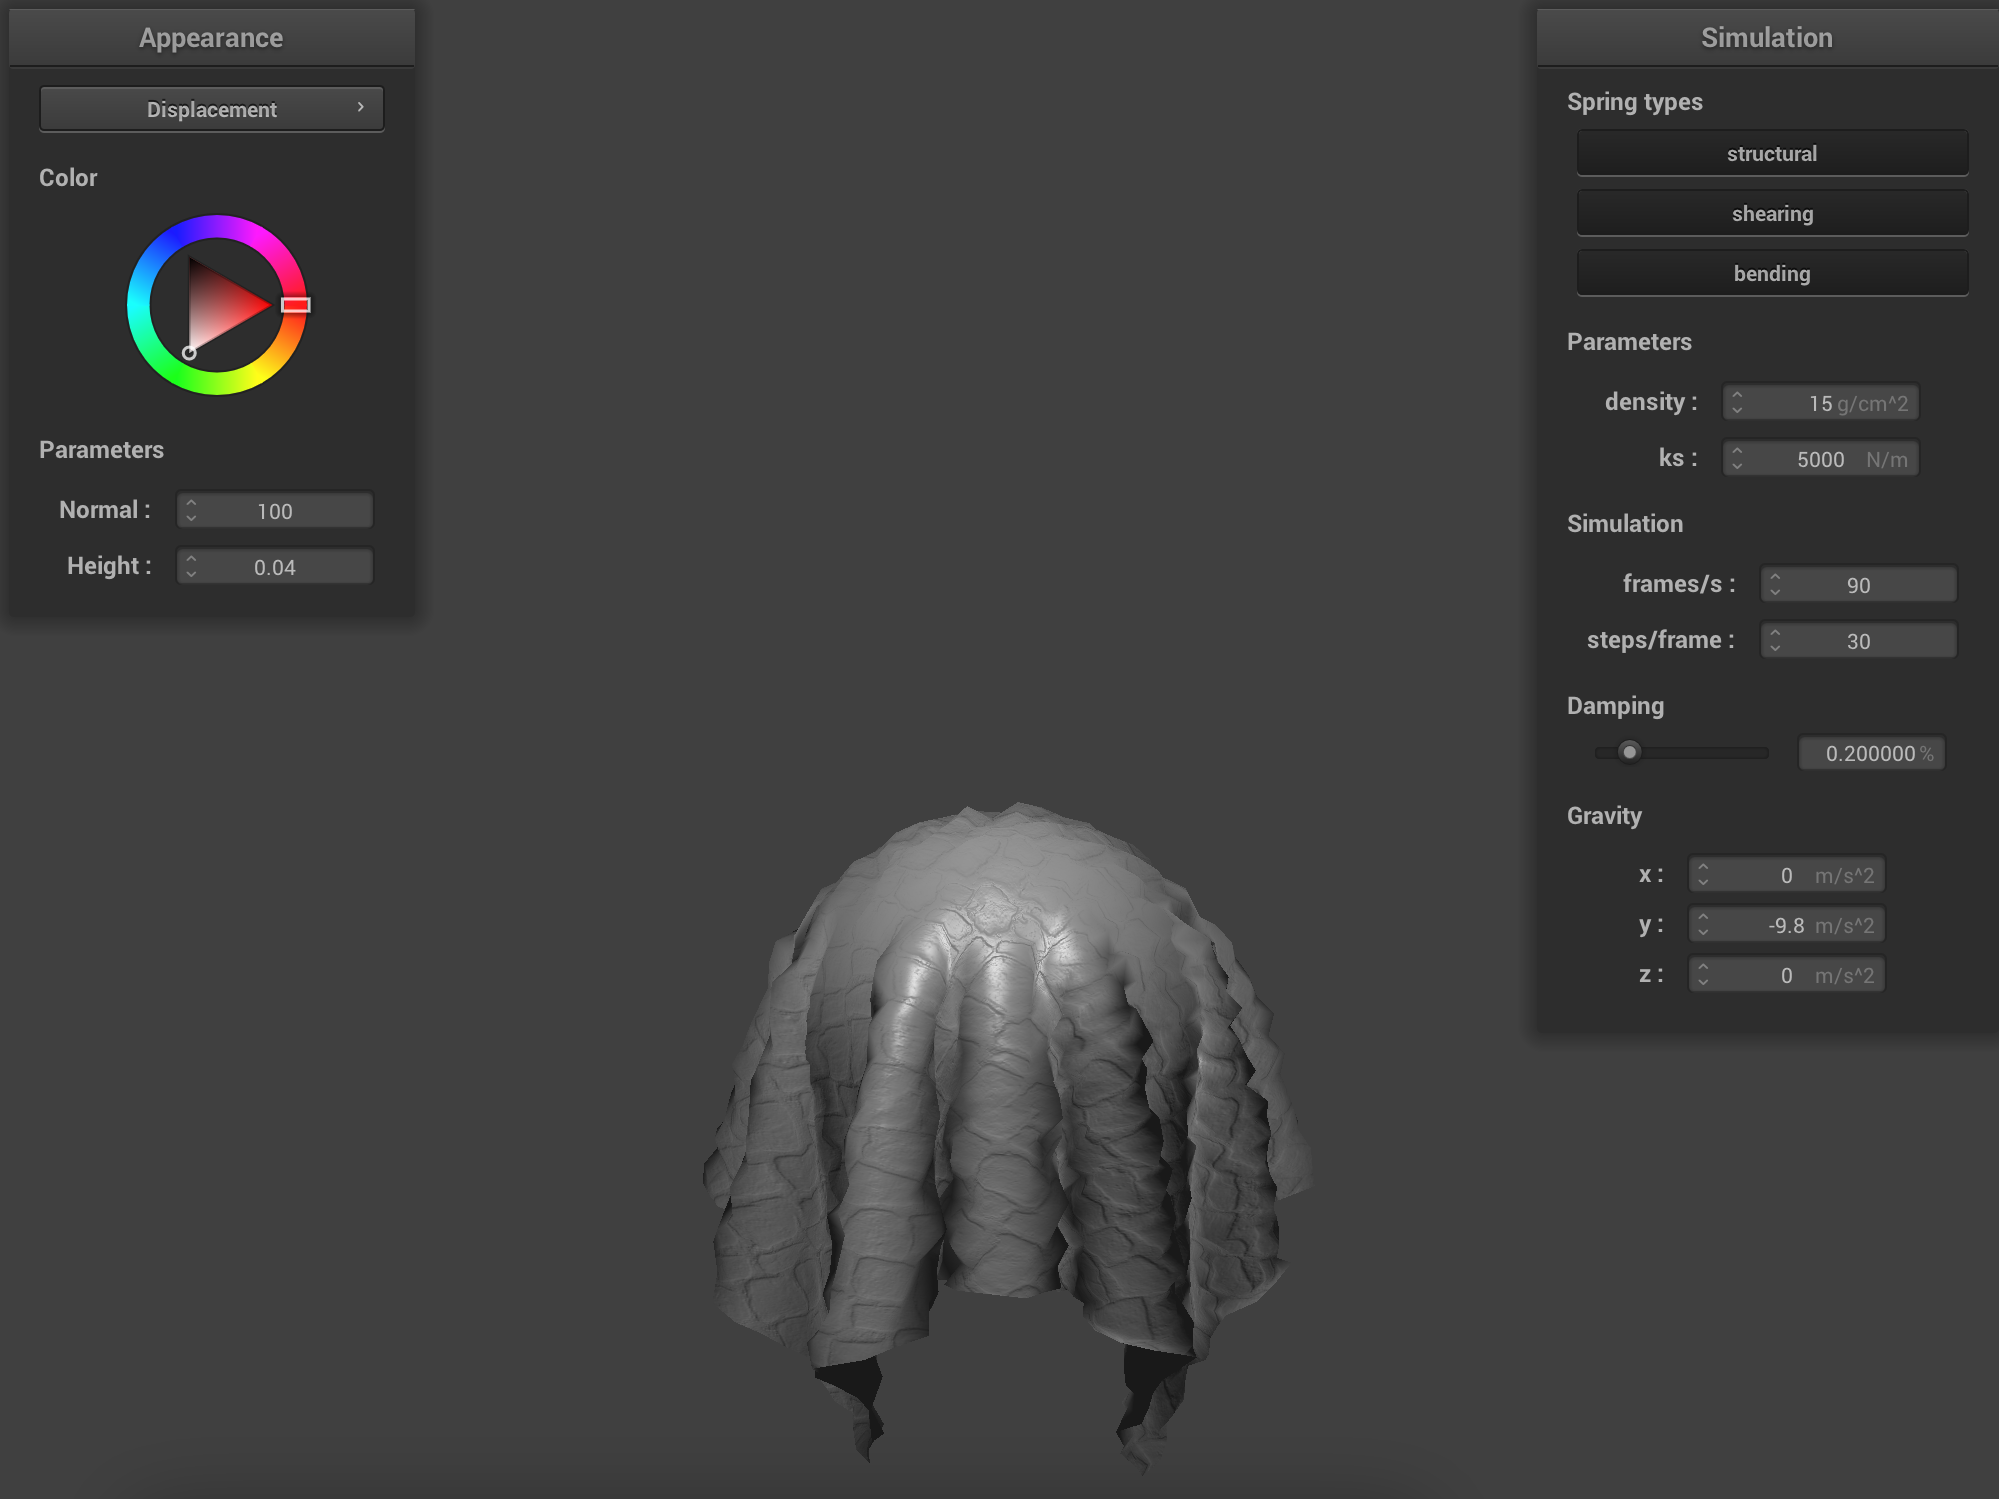 Appearance
Displacement
Color
Parameters
Normal : 100
Height : 0.04
Simulation
Spring types
structural
shearing
bending
Parameters
density : 15 g/cm^2
ks : 5000 N/m
Simulation
frames/s : 90
steps/frame : 30
Damping
0.200000 %
Gravity
x : 0 m/s^2
y : -9.8 m/s^2
z : 0 m/s^2